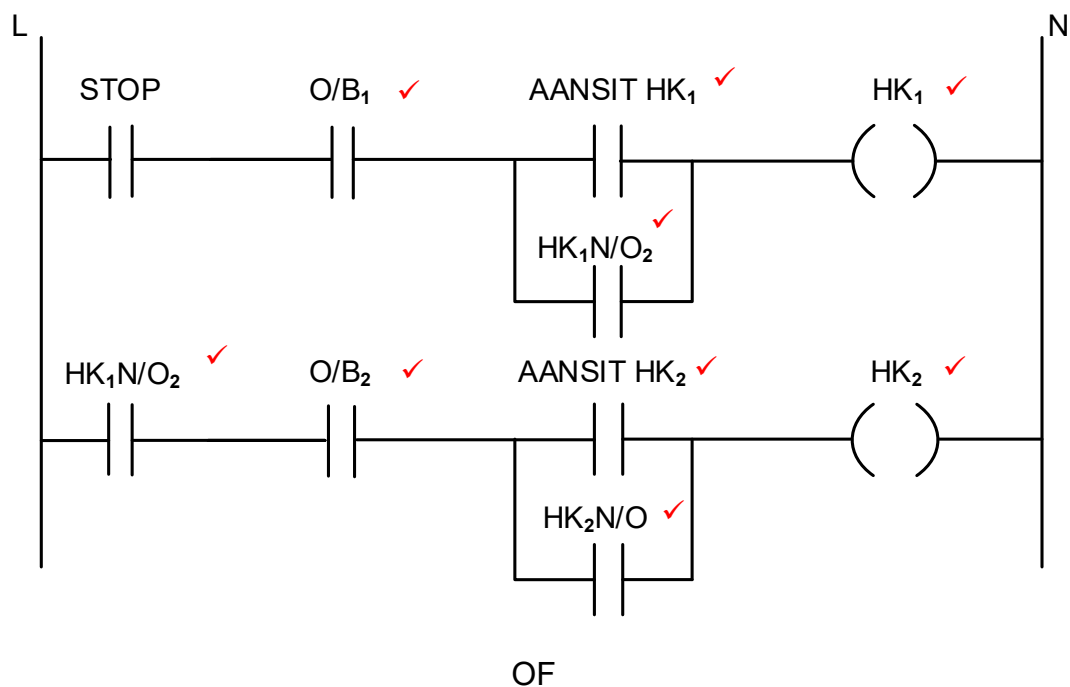 L N
STOP O/B₁ ✓ AANSIT HK₁ ✓ HK₁ ✓
HK₁N/O₂ ✓
HK₁N/O₂ ✓ O/B₂ ✓ AANSIT HK₂ ✓ HK₂ ✓
HK₂N/O ✓
OF